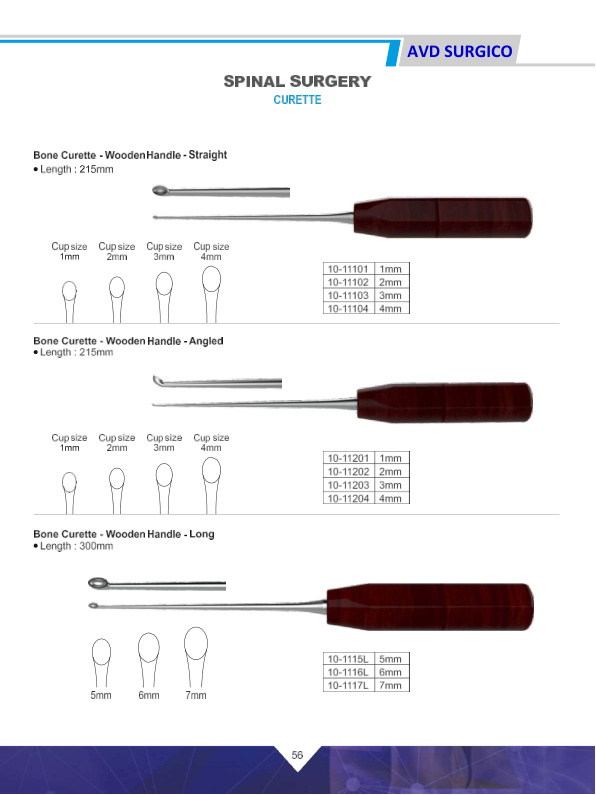 AVD SURGICO
SPINAL SURGERY
CURETTE
Bone Curette - Wooden Handle - Straight
• Length : 215mm
Cup size Cup size Cup size Cup size
1mm 2mm 3mm 4mm
10-11101 1mm
10-11102 2mm
10-11103 3mm
10-11104 4mm
Bone Curette - Wooden Handle - Angled
• Length : 215mm
Cup size Cup size Cup size Cup size
1mm 2mm 3mm 4mm
10-11201 1mm
10-11202 2mm
10-11203 3mm
10-11204 4mm
Bone Curette - Wooden Handle - Long
• Length : 300mm
5mm 6mm 7mm
10-1115L 5mm
10-1116L 6mm
10-1117L 7mm
56